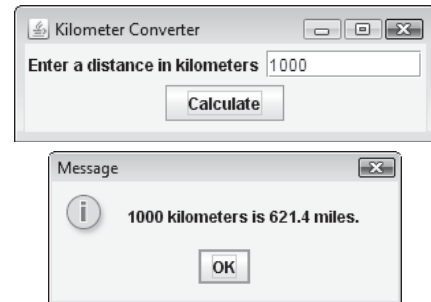 Kilometer Converter
Enter a distance in kilometers 1000
Calculate
Message
1000 kilometers is 621.4 miles.
OK